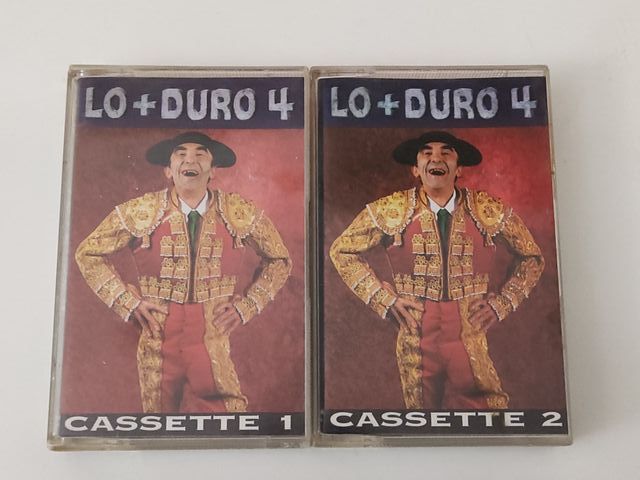 LO + DURO 4
CASSETTE 1
LO + DURO 4
CASSETTE 2